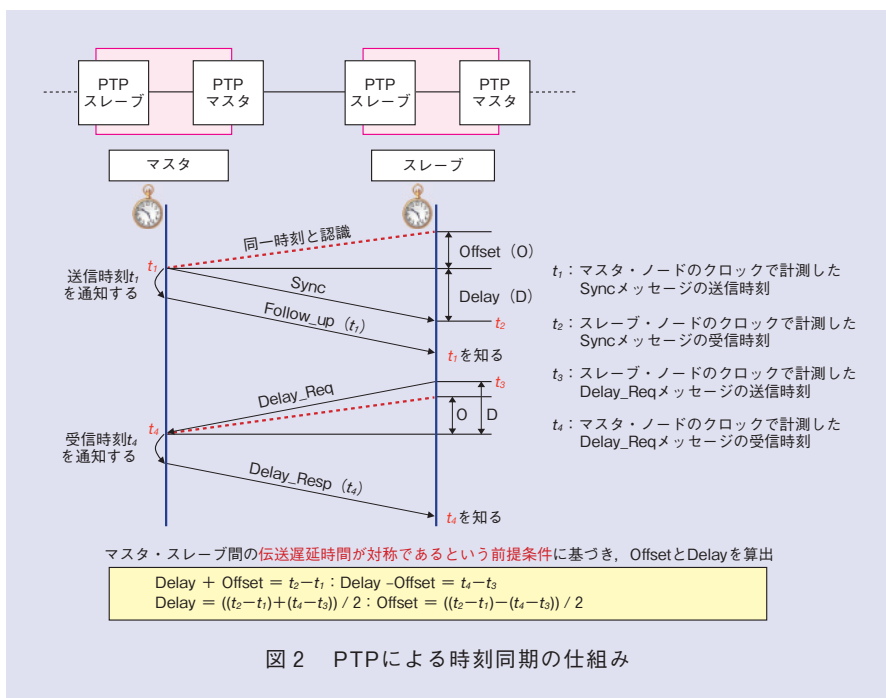 PTP
スレーブ
PTP
マスタ
PTP
スレーブ
PTP
マスタ
マスタ
スレーブ
同一時刻と認識
Offset（O）
t1
送信時刻t1
を通知する
Sync
Delay（D）
t2
Follow_up（t1）
t1を知る
t3
Delay_Req
O
D
t4
受信時刻t4
を通知する
Delay_Resp（t4）
t4を知る
t1：マスタ・ノードのクロックで計測した
Syncメッセージの送信時刻
t2：スレーブ・ノードのクロックで計測した
Syncメッセージの受信時刻
t3：スレーブ・ノードのクロックで計測した
Delay_Reqメッセージの送信時刻
t4：マスタ・ノードのクロックで計測した
Delay_Reqメッセージの受信時刻
マスタ・スレーブ間の伝送遅延時間が対称であるという前提条件に基づき，OffsetとDelayを算出
Delay + Offset = t2−t1：Delay –Offset = t4−t3
Delay = ((t2−t1)+(t4−t3)) / 2：Offset = ((t2−t1)−(t4−t3)) / 2
図2　PTPによる時刻同期の仕組み